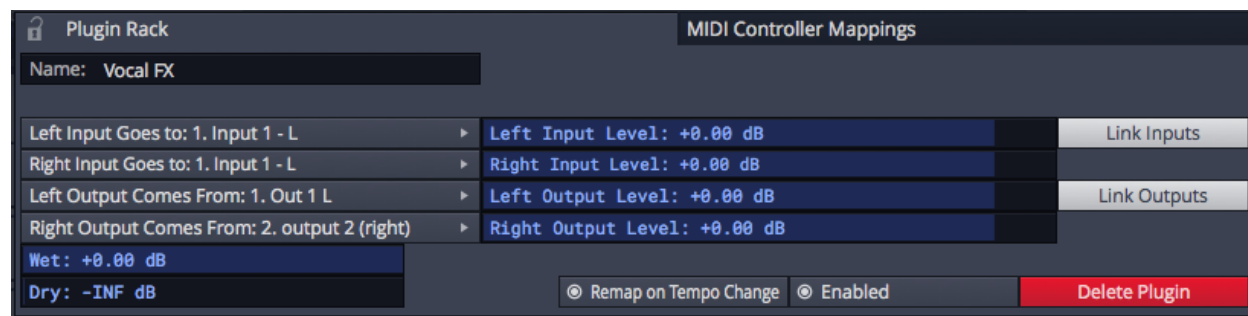 Plugin Rack MIDI Controller Mappings
Name: Vocal FX
Left Input Goes to: 1. Input 1 - L Left Input Level: +0.00 dB Link Inputs
Right Input Goes to: 1. Input 1 - L Right Input Level: +0.00 dB
Left Output Comes From: 1. Out 1 L Left Output Level: +0.00 dB Link Outputs
Right Output Comes From: 2. output 2 (right) Right Output Level: +0.00 dB
Wet: +0.00 dB
Dry: -INF dB Remap on Tempo Change Enabled Delete Plugin